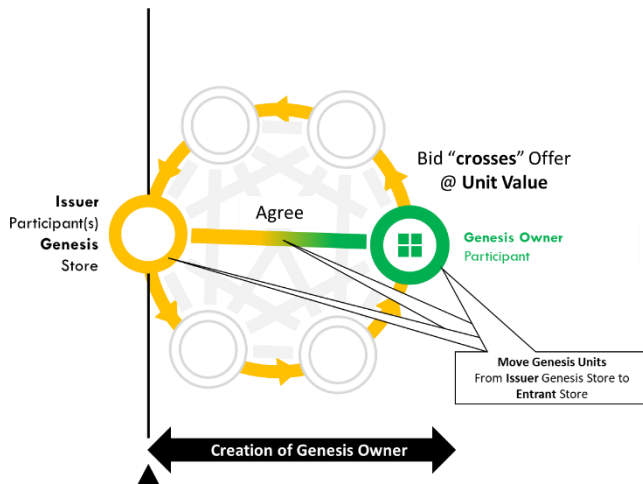 Bid “crosses” Offer
@ Unit Value
Issuer
Participant(s)
Genesis
Store
Agree
Genesis Owner
Participant
Move Genesis Units
From Issuer Genesis Store to
Entrant Store
Creation of Genesis Owner